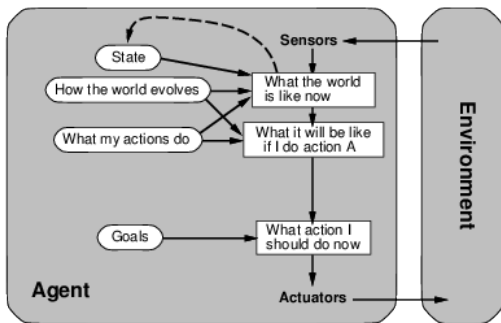 Sensors
State
What the world
is like now
How the world evolves
What my actions do
What it will be like
if I do action A
Goals
What action I
should do now
Agent
Actuators
Environment